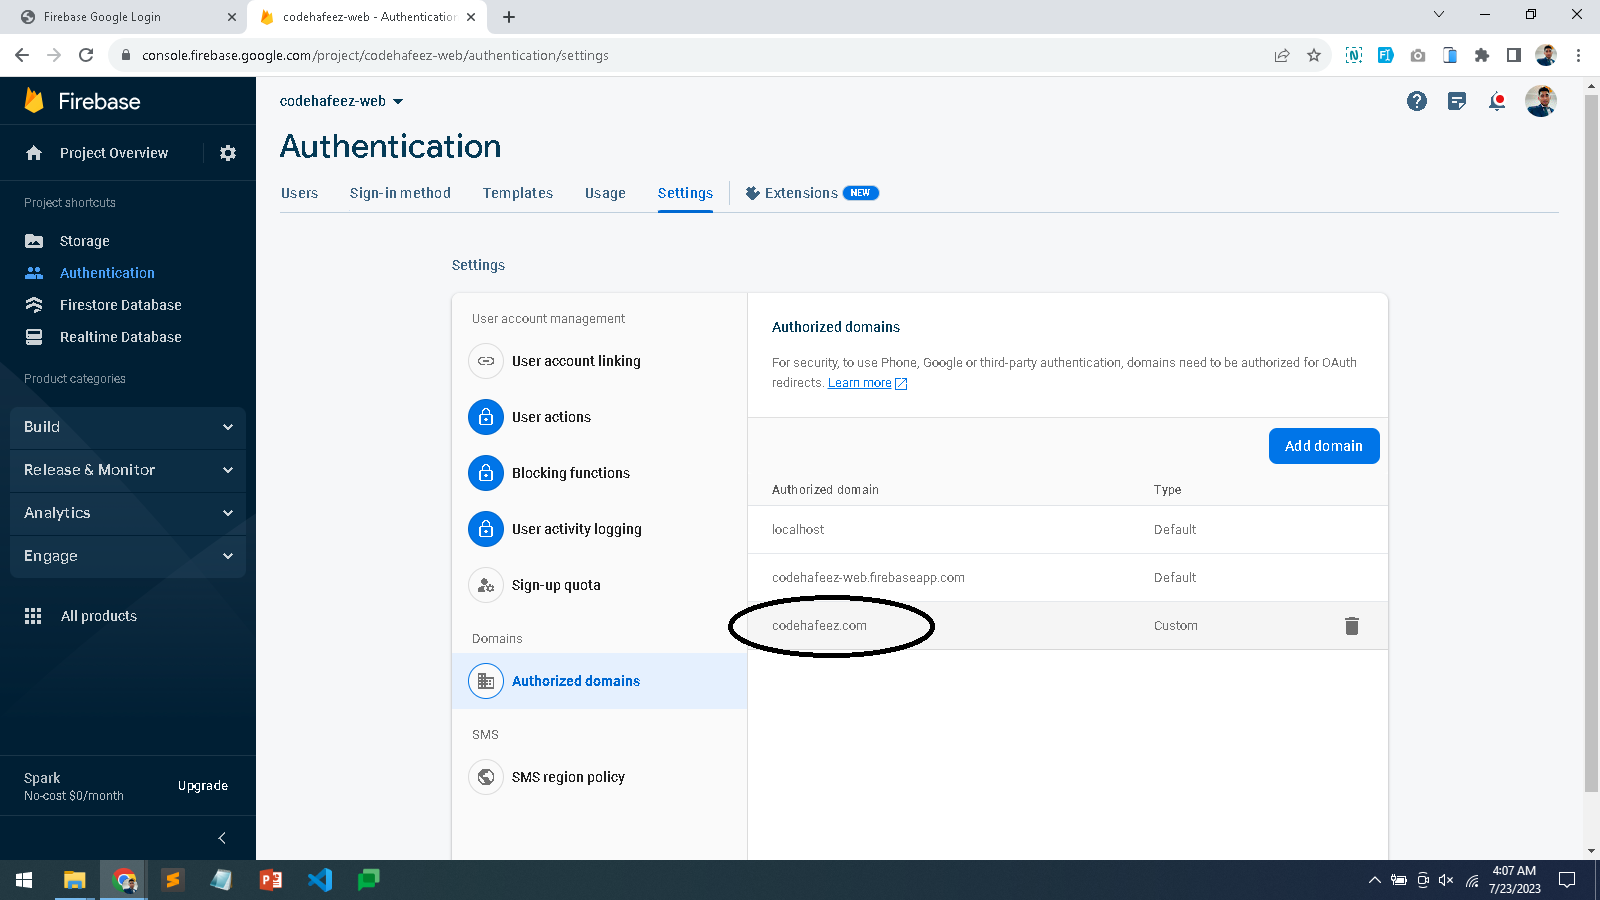 Firebase Google Login
codehafeez-web - Authentication
console.firebase.google.com/project/codehafeez-web/authentication/settings
Firebase
Project Overview
Project shortcuts
Storage
Authentication
Firestore Database
Realtime Database
Product categories
Build
Release & Monitor
Analytics
Engage
All products
Spark
No-cost $0/month
Upgrade
codehafeez-web
Authentication
Users
Sign-in method
Templates
Usage
Settings
Extensions
NEW
Settings
User account management
User account linking
User actions
Blocking functions
User activity logging
Sign-up quota
Domains
Authorized domains
SMS
SMS region policy
Authorized domains
For security, to use Phone, Google or third-party authentication, domains need to be authorized for OAuth
redirects. Learn more
Add domain
Authorized domain Type
localhost Default
codehafeez-web.firebaseapp.com Default
codehafeez.com Custom
4:07 AM
7/23/2023